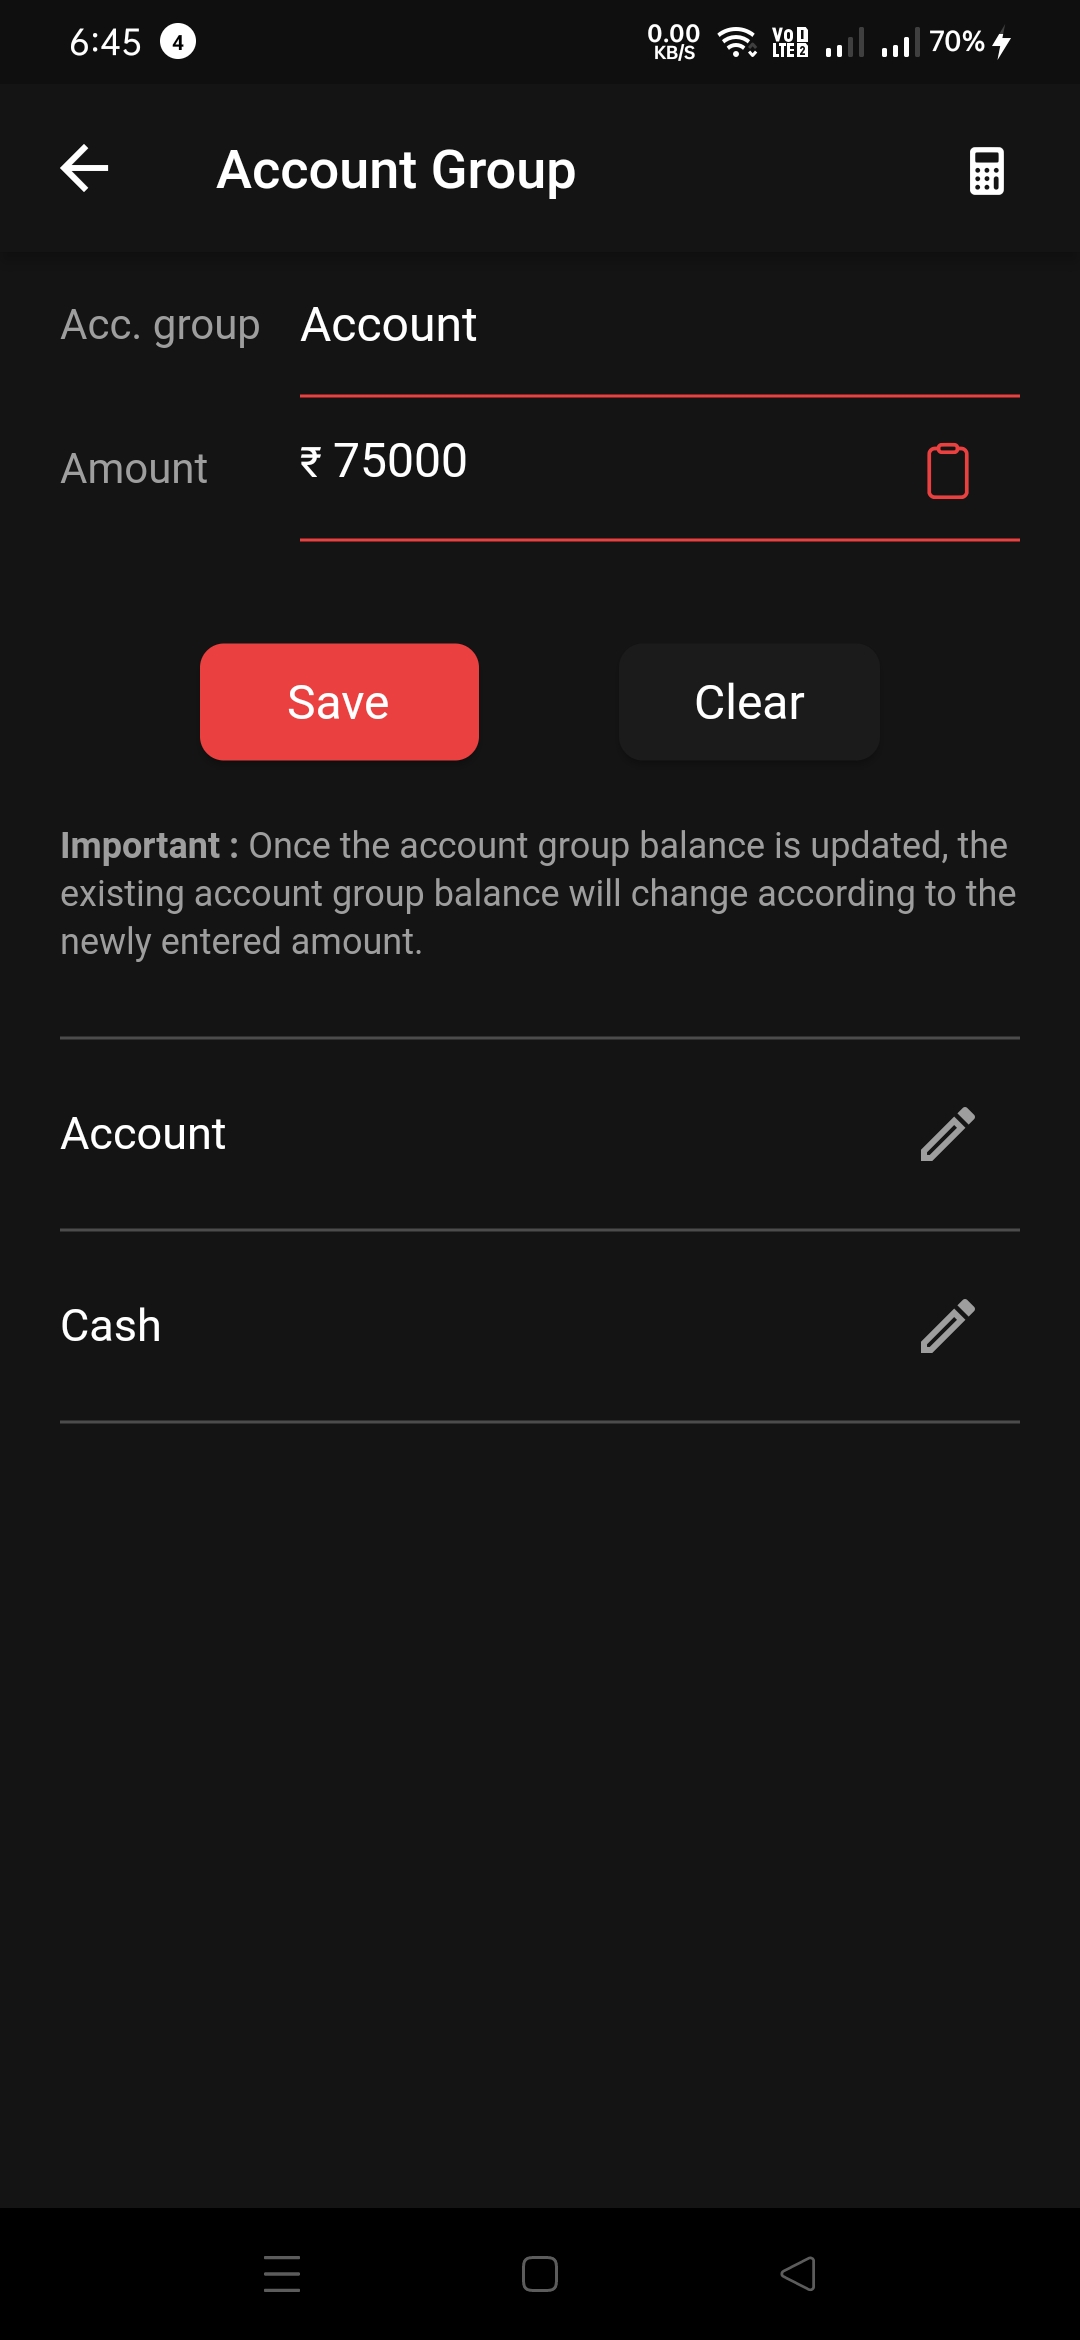 6:45 4 0.00 KB/S Vo 1 LTE 2 70%
Account Group
Acc. group Account
Amount ₹ 75000
Save Clear
Important : Once the account group balance is updated, the
existing account group balance will change according to the
newly entered amount.
Account
Cash